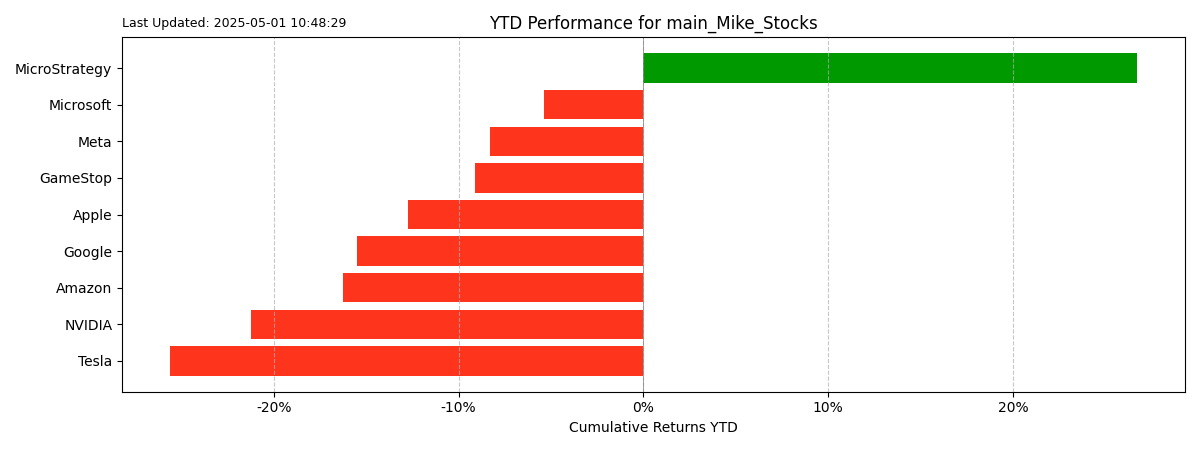 Last Updated: 2025-05-01 10:48:29
YTD Performance for main_Mike_Stocks
MicroStrategy
Microsoft
Meta
GameStop
Apple
Google
Amazon
NVIDIA
Tesla
-20% -10% 0% 10% 20%
Cumulative Returns YTD